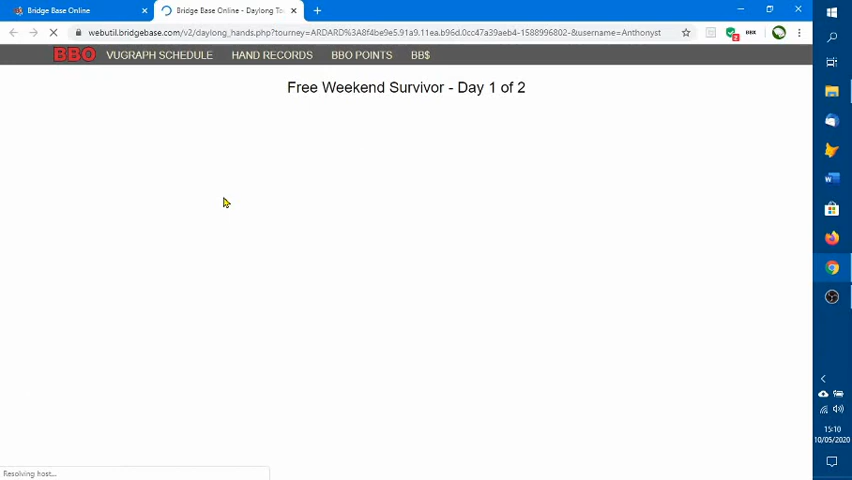 Bridge Base Online
Bridge Base Online - Daylong To
webutil.bridgebase.com/v2/daylong_hands.php?tourney=ARDARD%3A8f4be9e5.91a9.11ea.b96d.0cc47a39aeb4-1588996802-&username=Anthonyst
BBO VUGRAPH SCHEDULE HAND RECORDS BBO POINTS BB$
Free Weekend Survivor - Day 1 of 2
Resolving host...
15:10
10/05/2020